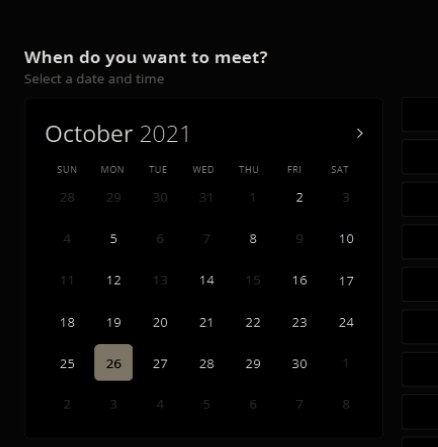 When do you want to meet?
Select a date and time
October 2021
SUN MON TUE WED THU FRI SAT
28 29 30 31 1 2 3
4 5 6 7 8 9 10
11 12 13 14 15 16 17
18 19 20 21 22 23 24
25 26 27 28 29 30 1
2 3 4 5 6 7 8